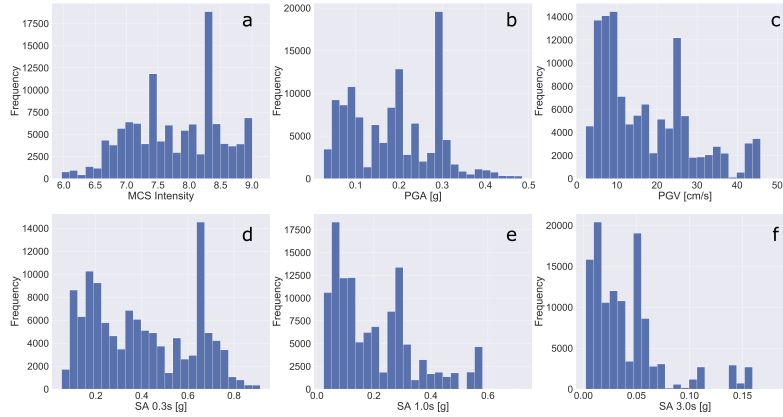 a
17500
15000
12500
10000
7500
5000
2500
0
Frequency
6.0 6.5 7.0 7.5 8.0 8.5 9.0
MCS Intensity
b
20000
15000
10000
5000
0
Frequency
0.1 0.2 0.3 0.4 0.5
PGA [g]
c
14000
12000
10000
8000
6000
4000
2000
0
Frequency
0 10 20 30 40 50
PGV [cm/s]
d
14000
12000
10000
8000
6000
4000
2000
0
Frequency
0.2 0.4 0.6 0.8
SA 0.3s [g]
e
17500
15000
12500
10000
7500
5000
2500
0
Frequency
0.0 0.2 0.4 0.6
SA 1.0s [g]
f
20000
15000
10000
5000
0
Frequency
0.00 0.05 0.10 0.15
SA 3.0s [g]